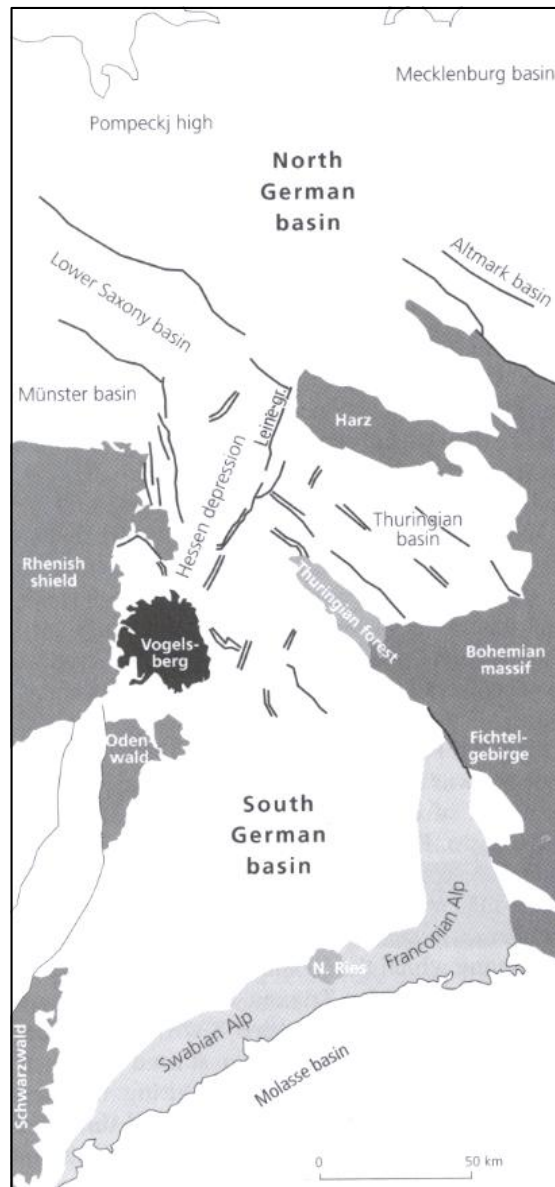 Mecklenburg basin
Pompeckj high
North
German
basin
Altmark basin
Lower Saxony basin
Münster basin
Leine gr.
Harz
Hessen depression
Thuringian
basin
Rhenish
shield
Thuringian forest
Vogels-
berg
Bohemian
massif
Oden-
wald
Fichtel-
gebirge
South
German
basin
Franconian Alp
N. Ries
Swabian Alp
Molasse basin
Schwarzwald
0 50 km